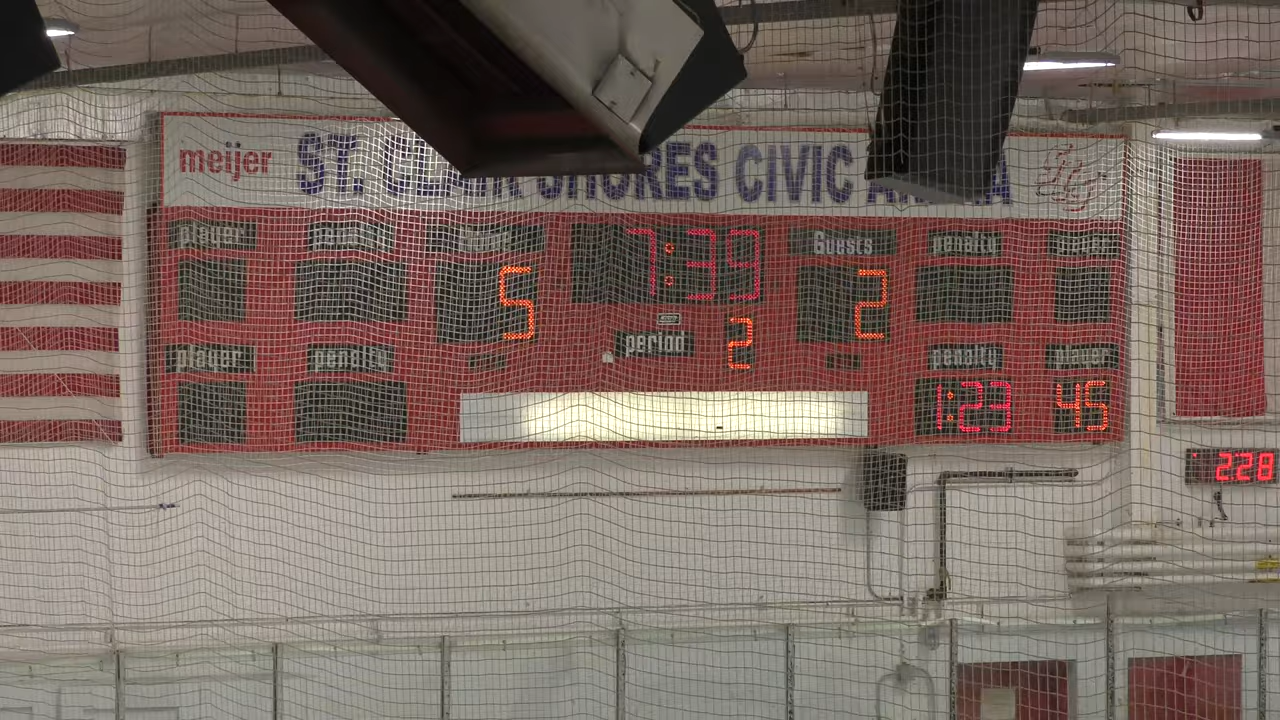 meijer ST. CLAIR SHORES CIVIC ARENA
player penalty Home 7:39 Guests penalty player
5 2
period 2
player penalty penalty player
1:23 45
228